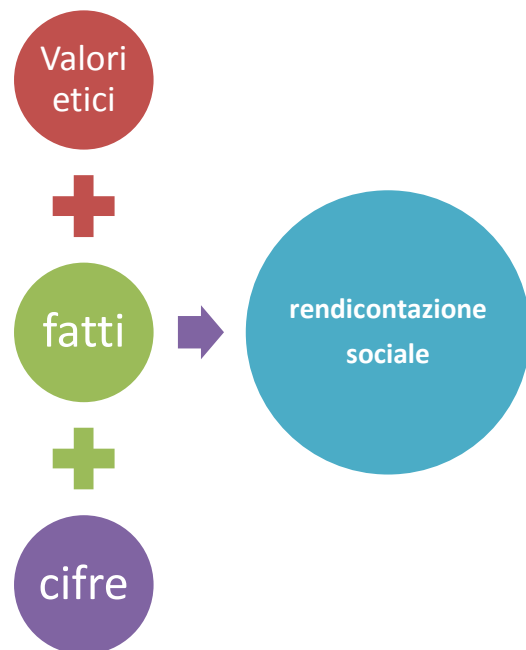 Valori
etici
fatti
rendicontazione
sociale
cifre